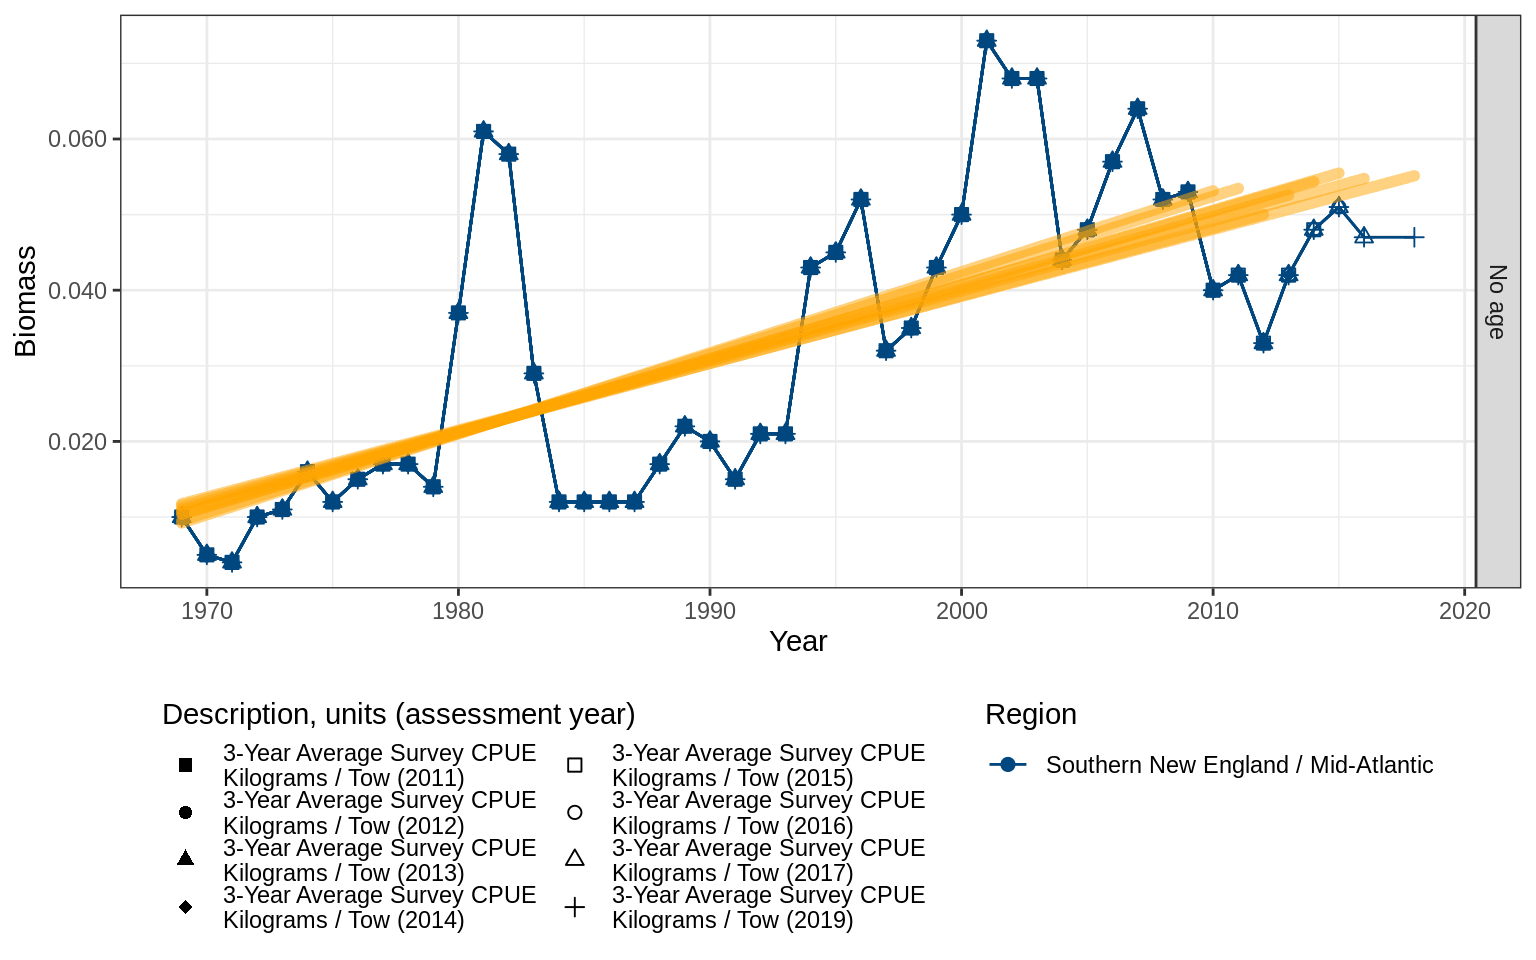 0.060
0.040
0.020
Biomass
No age
1970 1980 1990 2000 2010 2020
Year
Description, units (assessment year)
3-Year Average Survey CPUE
Kilograms / Tow (2011)
3-Year Average Survey CPUE
Kilograms / Tow (2012)
3-Year Average Survey CPUE
Kilograms / Tow (2013)
3-Year Average Survey CPUE
Kilograms / Tow (2014)
3-Year Average Survey CPUE
Kilograms / Tow (2015)
3-Year Average Survey CPUE
Kilograms / Tow (2016)
3-Year Average Survey CPUE
Kilograms / Tow (2017)
3-Year Average Survey CPUE
Kilograms / Tow (2019)
Region
Southern New England / Mid-Atlantic